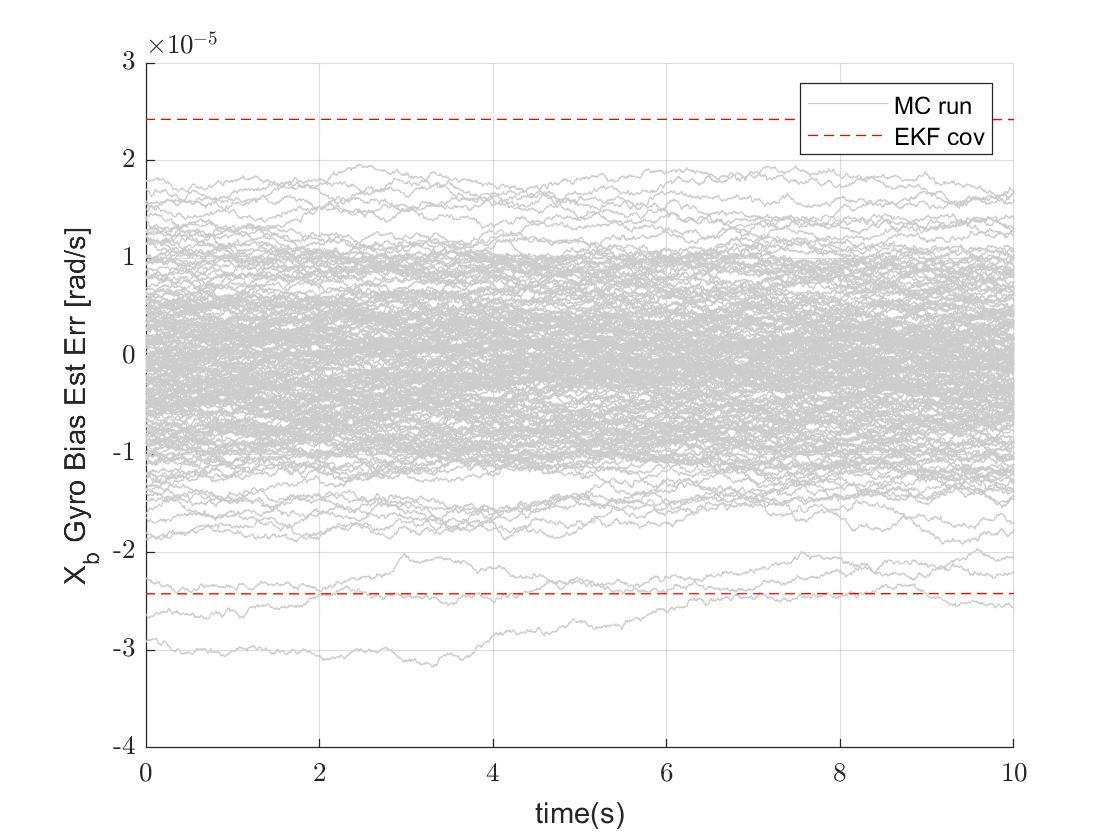 ×10⁻⁵
3
2
1
0
-1
-2
-3
-4
X_b Gyro Bias Est Err [rad/s]
MC run
EKF cov
0 2 4 6 8 10
time(s)